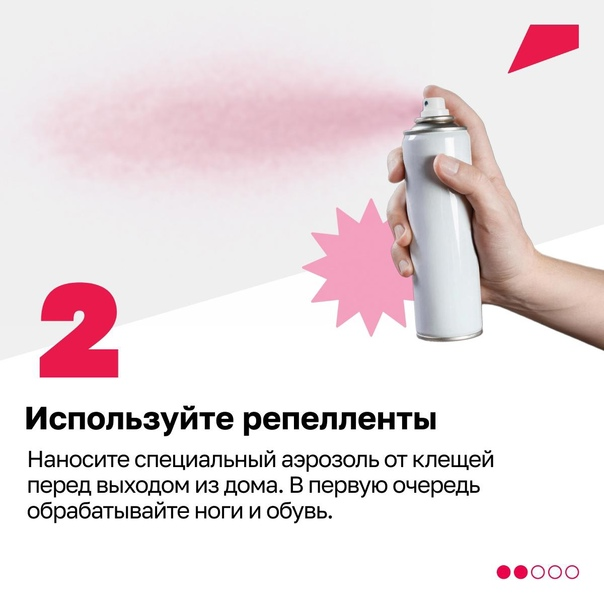 2
Используйте репелленты
Наносите специальный аэрозоль от клещей
перед выходом из дома. В первую очередь
обрабатывайте ноги и обувь.